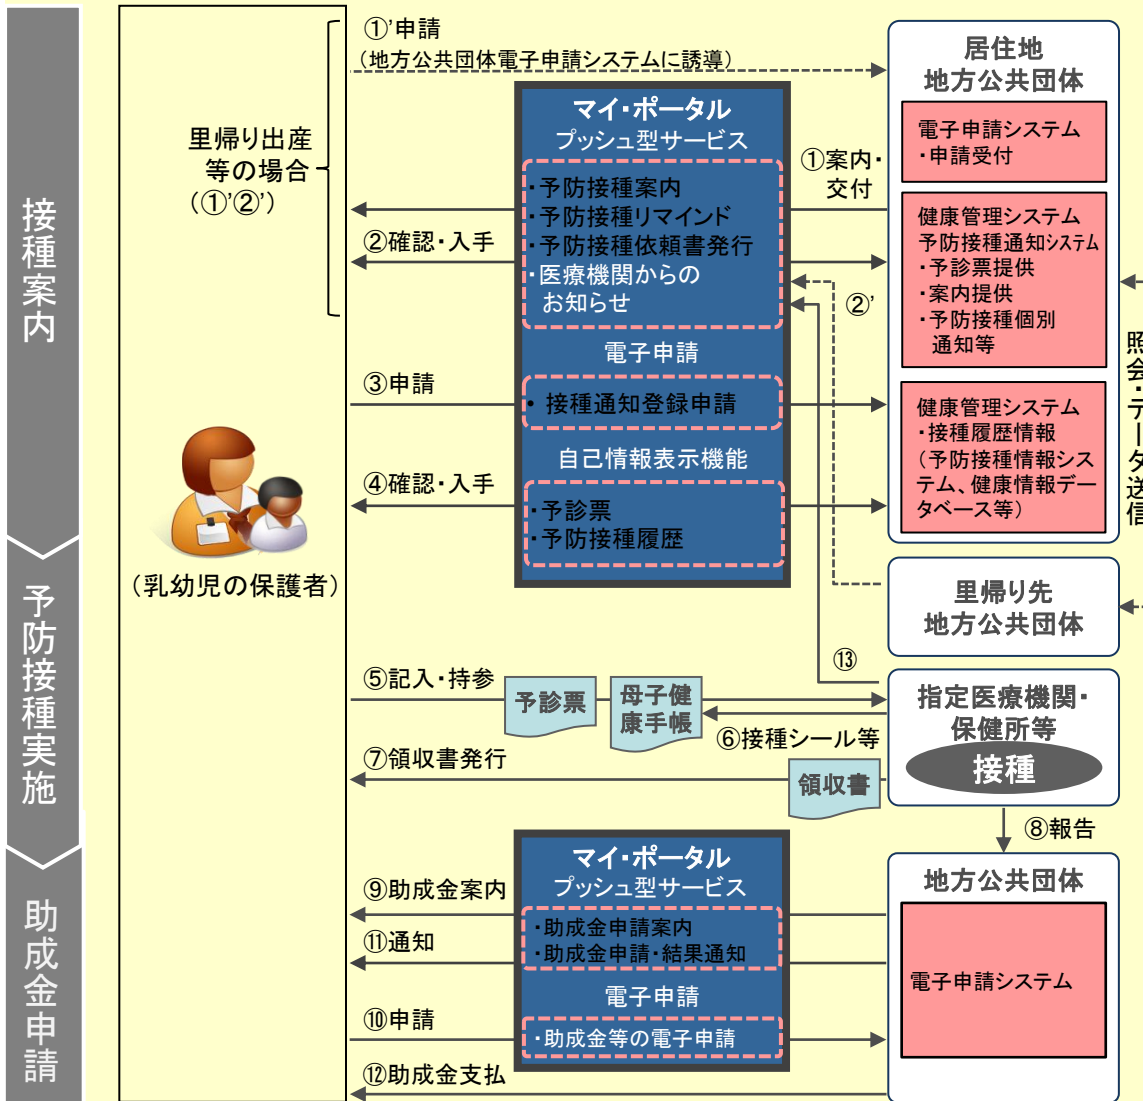 接種案内
予防接種実施
助成金申請
①’申請
（地方公共団体電子申請システムに誘導）
里帰り出産
等の場合
（①’②’）
②確認・入手
③申請
④確認・入手
（乳幼児の保護者）
マイ・ポータル
プッシュ型サービス
・予防接種案内
・予防接種リマインド
・予防接種依頼書発行
・医療機関からの
お知らせ
電子申請
・接種通知登録申請
自己情報表示機能
・予診票
・予防接種履歴
①案内・
交付
②’
居住地
地方公共団体
電子申請システム
・申請受付
健康管理システム
予防接種通知システム
・予診票提供
・案内提供
・予防接種個別
通知等
健康管理システム
・接種履歴情報
（予防接種情報シス
テム、健康情報デー
タベース等）
照会・データ送信
里帰り先
地方公共団体
⑬
⑤記入・持参
予診票
母子健
康手帳
⑥接種シール等
⑦領収書発行
領収書
指定医療機関・
保健所等
接種
⑧報告
マイ・ポータル
プッシュ型サービス
・助成金申請案内
・助成金申請・結果通知
電子申請
・助成金等の電子申請
⑨助成金案内
⑪通知
⑩申請
⑫助成金支払
地方公共団体
電子申請システム